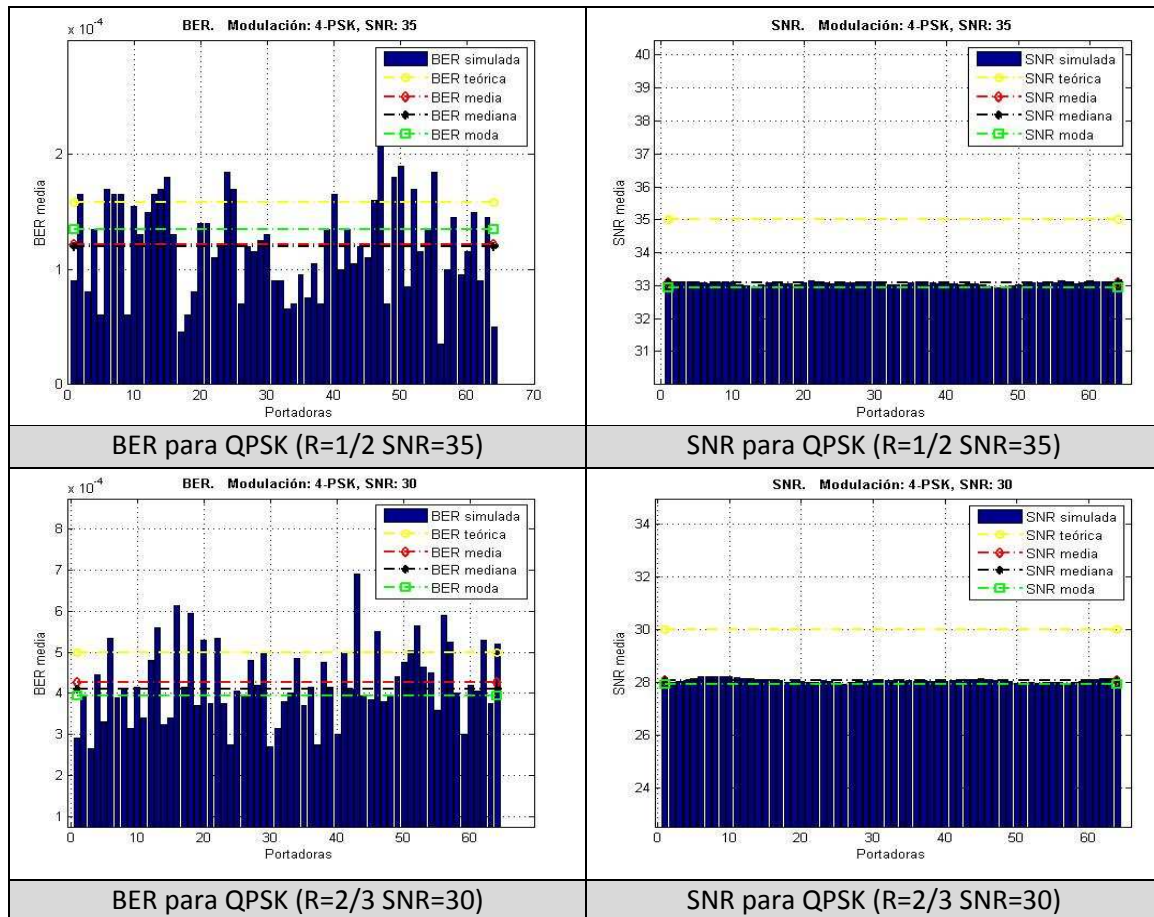 BER. Modulación: 4-PSK, SNR: 35
x 10⁻⁴
BER simulada
BER teórica
BER media
BER mediana
BER moda
2
1
0
BER media
0 10 20 30 40 50 60 70
Portadoras
SNR. Modulación: 4-PSK, SNR: 35
SNR simulada
SNR teórica
SNR media
SNR mediana
SNR moda
40
39
38
37
36
35
34
33
32
31
SNR media
0 10 20 30 40 50 60
Portadoras
BER para QPSK (R=1/2 SNR=35)
SNR para QPSK (R=1/2 SNR=35)
BER. Modulación: 4-PSK, SNR: 30
x 10⁻⁴
BER simulada
BER teórica
BER media
BER mediana
BER moda
8
7
6
5
4
3
2
1
BER media
0 10 20 30 40 50 60
Portadoras
SNR. Modulación: 4-PSK, SNR: 30
SNR simulada
SNR teórica
SNR media
SNR mediana
SNR moda
34
32
30
28
26
24
SNR media
0 10 20 30 40 50 60
Portadoras
BER para QPSK (R=2/3 SNR=30)
SNR para QPSK (R=2/3 SNR=30)